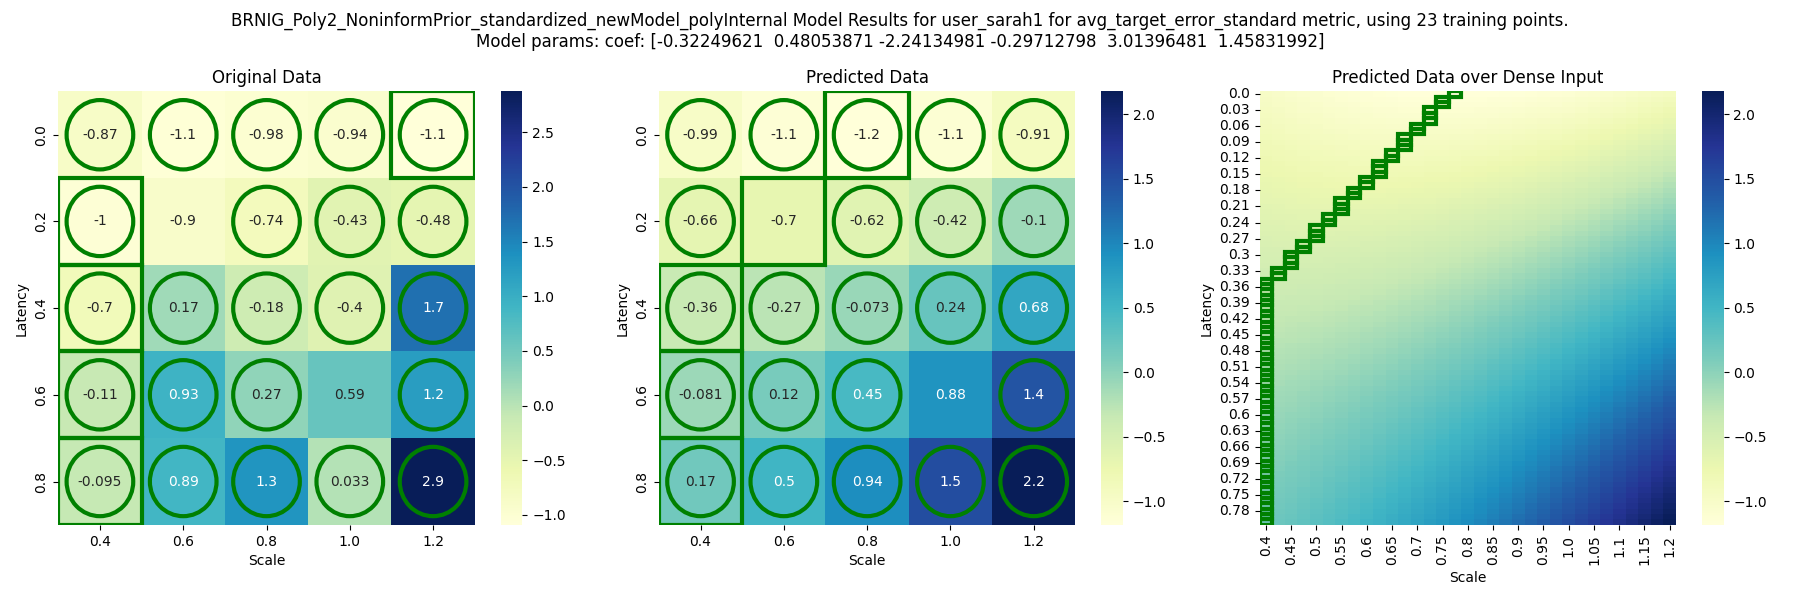 BRNIG_Poly2_NoninformPrior_standardized_newModel_polyInternal Model Results for user_sarah1 for avg_target_error_standard metric, using 23 training points.
Model params: coef: [-0.32249621 0.48053871 -2.24134981 -0.29712798 3.01396481 1.45831992]
Original Data
Latency
0.0 -0.87 -1.1 -0.98 -0.94 -1.1
0.2 -1 -0.9 -0.74 -0.43 -0.48
0.4 -0.7 0.17 -0.18 -0.4 1.7
0.6 -0.11 0.93 0.27 0.59 1.2
0.8 -0.095 0.89 1.3 0.033 2.9
0.4 0.6 0.8 1.0 1.2
Scale
2.5
2.0
1.5
1.0
0.5
0.0
−0.5
−1.0
Predicted Data
Latency
0.0 -0.99 -1.1 -1.2 -1.1 -0.91
0.2 -0.66 -0.7 -0.62 -0.42 -0.1
0.4 -0.36 -0.27 -0.073 0.24 0.68
0.6 -0.081 0.12 0.45 0.88 1.4
0.8 0.17 0.5 0.94 1.5 2.2
0.4 0.6 0.8 1.0 1.2
Scale
2.0
1.5
1.0
0.5
0.0
−0.5
−1.0
Predicted Data over Dense Input
Latency
0.0
0.03
0.06
0.09
0.12
0.15
0.18
0.21
0.24
0.27
0.3
0.33
0.36
0.39
0.42
0.45
0.48
0.51
0.54
0.57
0.6
0.63
0.66
0.69
0.72
0.75
0.78
0.4 0.45 0.5 0.55 0.6 0.65 0.7 0.75 0.8 0.85 0.9 0.95 1.0 1.05 1.1 1.15 1.2
Scale
2.0
1.5
1.0
0.5
0.0
−0.5
−1.0